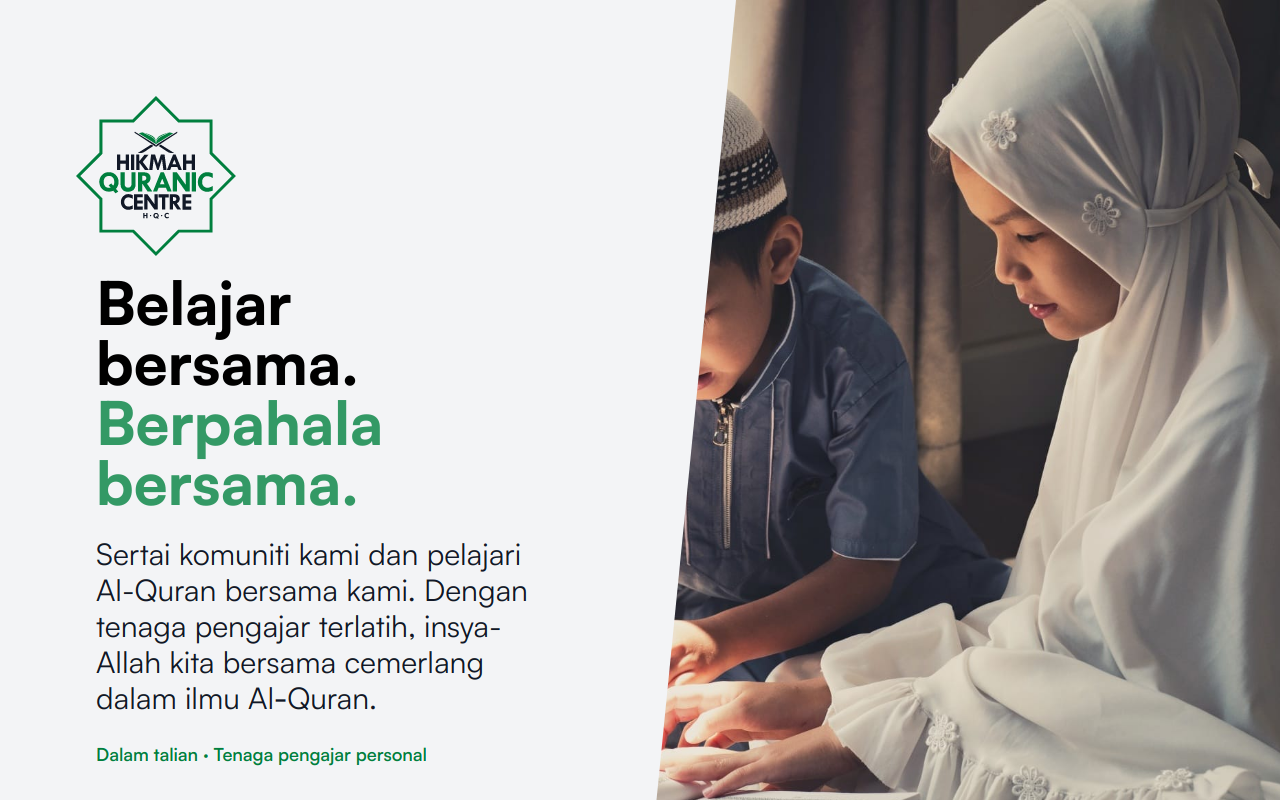 HIKMAH
QURANIC
CENTRE
H·Q·C
Belajar
bersama.
Berpahala
bersama.
Sertai komuniti kami dan pelajari
Al-Quran bersama kami. Dengan
tenaga pengajar terlatih, insya-
Allah kita bersama cemerlang
dalam ilmu Al-Quran.
Dalam talian · Tenaga pengajar personal